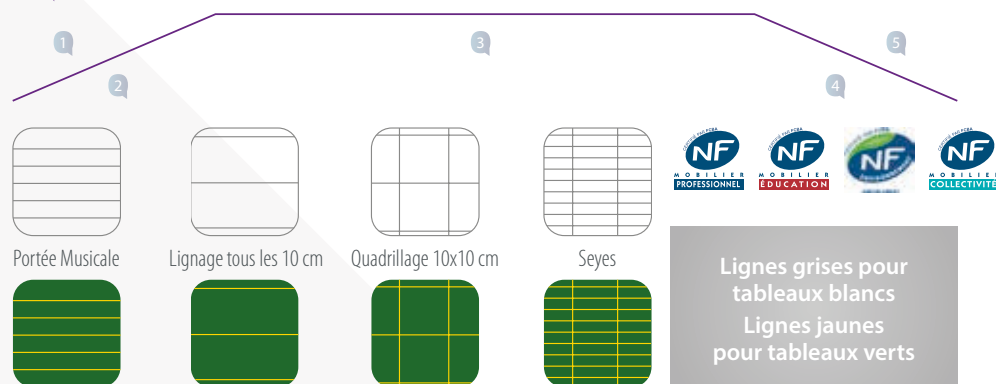 1
2
3
4
5
NF
MOBILIER
PROFESSIONNEL
NF
MOBILIER
ÉDUCATION
NF
NF
MOBILIER
COLLECTIVITÉ
Portée Musicale
Lignage tous les 10 cm
Quadrillage 10x10 cm
Seyes
Lignes grises pour
tableaux blancs
Lignes jaunes
pour tableaux verts